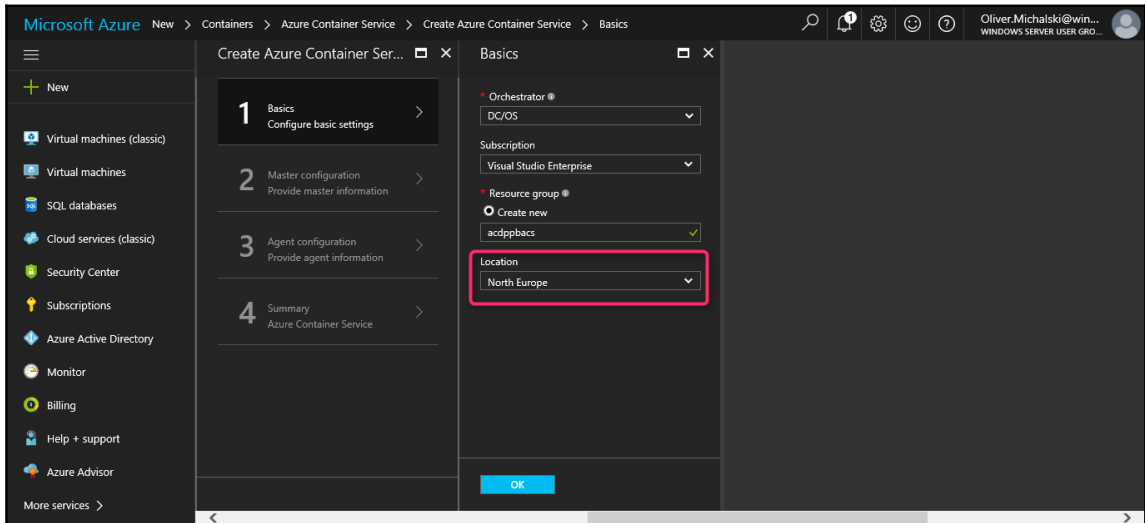 Microsoft Azure New > Containers > Azure Container Service > Create Azure Container Service > Basics
1
Oliver.Michalski@win...
WINDOWS SERVER USER GRO...
New
Virtual machines (classic)
Virtual machines
SQL databases
Cloud services (classic)
Security Center
Subscriptions
Azure Active Directory
Monitor
Billing
Help + support
Azure Advisor
More services >
Create Azure Container Ser...
1
Basics
Configure basic settings
2
Master configuration
Provide master information
3
Agent configuration
Provide agent information
4
Summary
Azure Container Service
Basics
* Orchestrator
DC/OS
Subscription
Visual Studio Enterprise
* Resource group
Create new
acdppbacs
Location
North Europe
OK